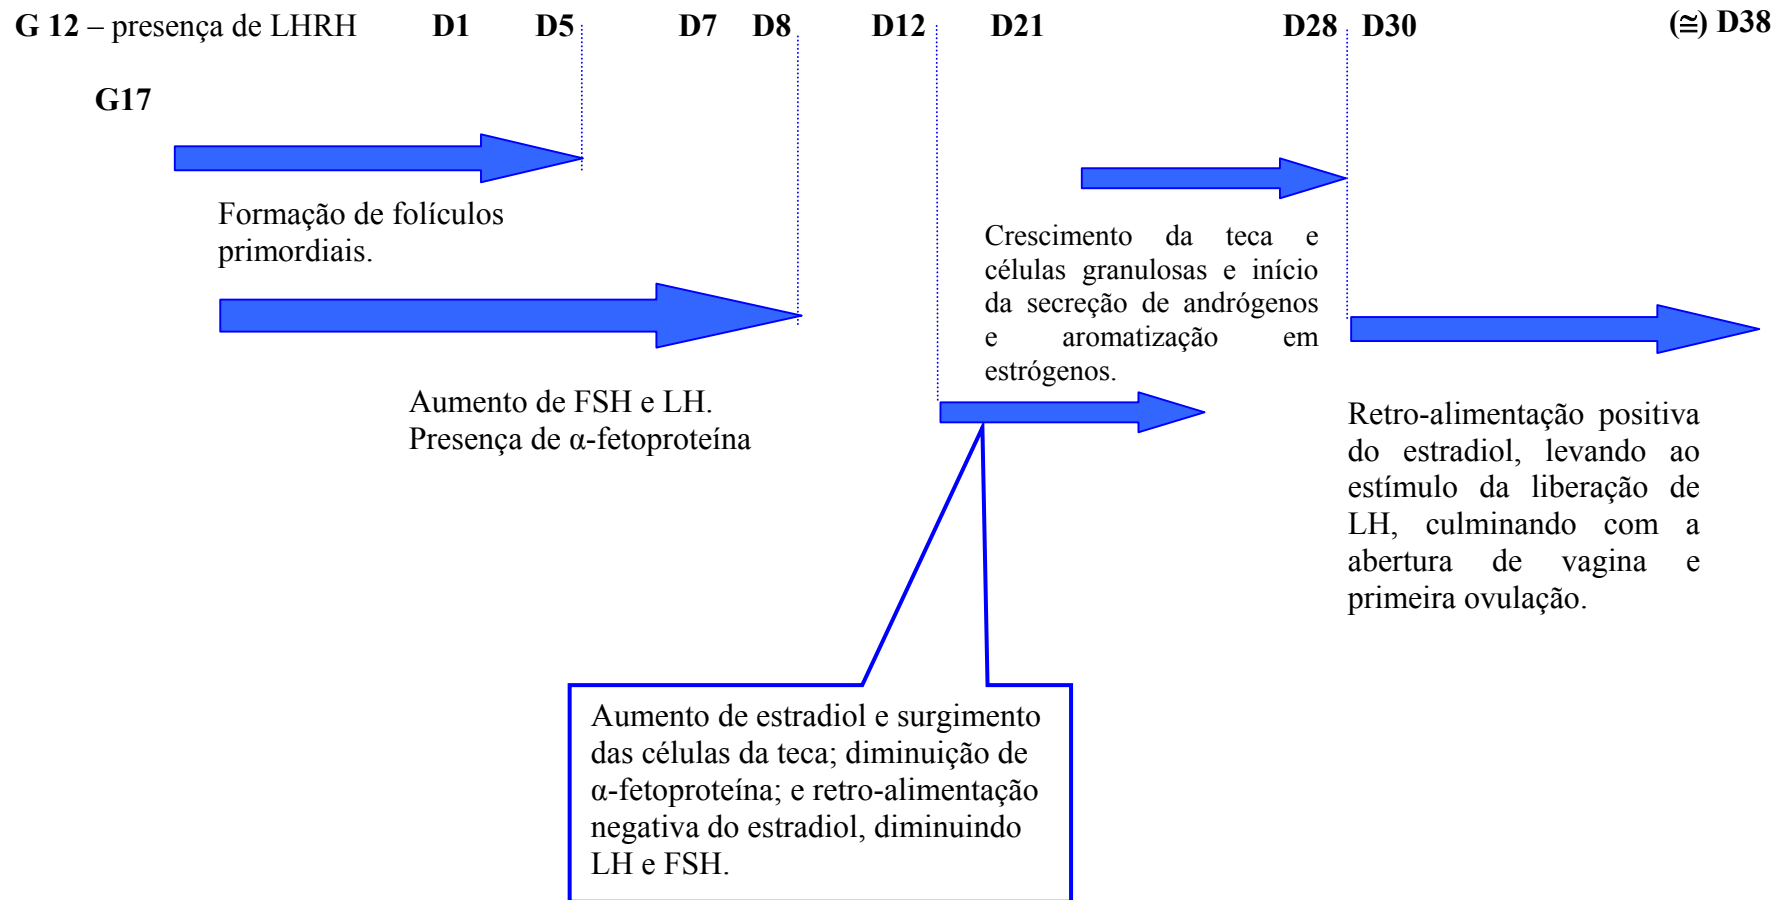 G 12 – presença de LHRH D1 D5 D7 D8 D12 D21 D28 D30 (≅) D38
G17
Formação de folículos
primordiais.
Aumento de FSH e LH.
Presença de α-fetoproteína
Crescimento da teca e
células granulosas e início
da secreção de andrógenos
e aromatização em
estrógenos.
Retro-alimentação positiva
do estradiol, levando ao
estímulo da liberação de
LH, culminando com a
abertura de vagina e
primeira ovulação.
Aumento de estradiol e surgimento
das células da teca; diminuição de
α-fetoproteína; e retro-alimentação
negativa do estradiol, diminuindo
LH e FSH.